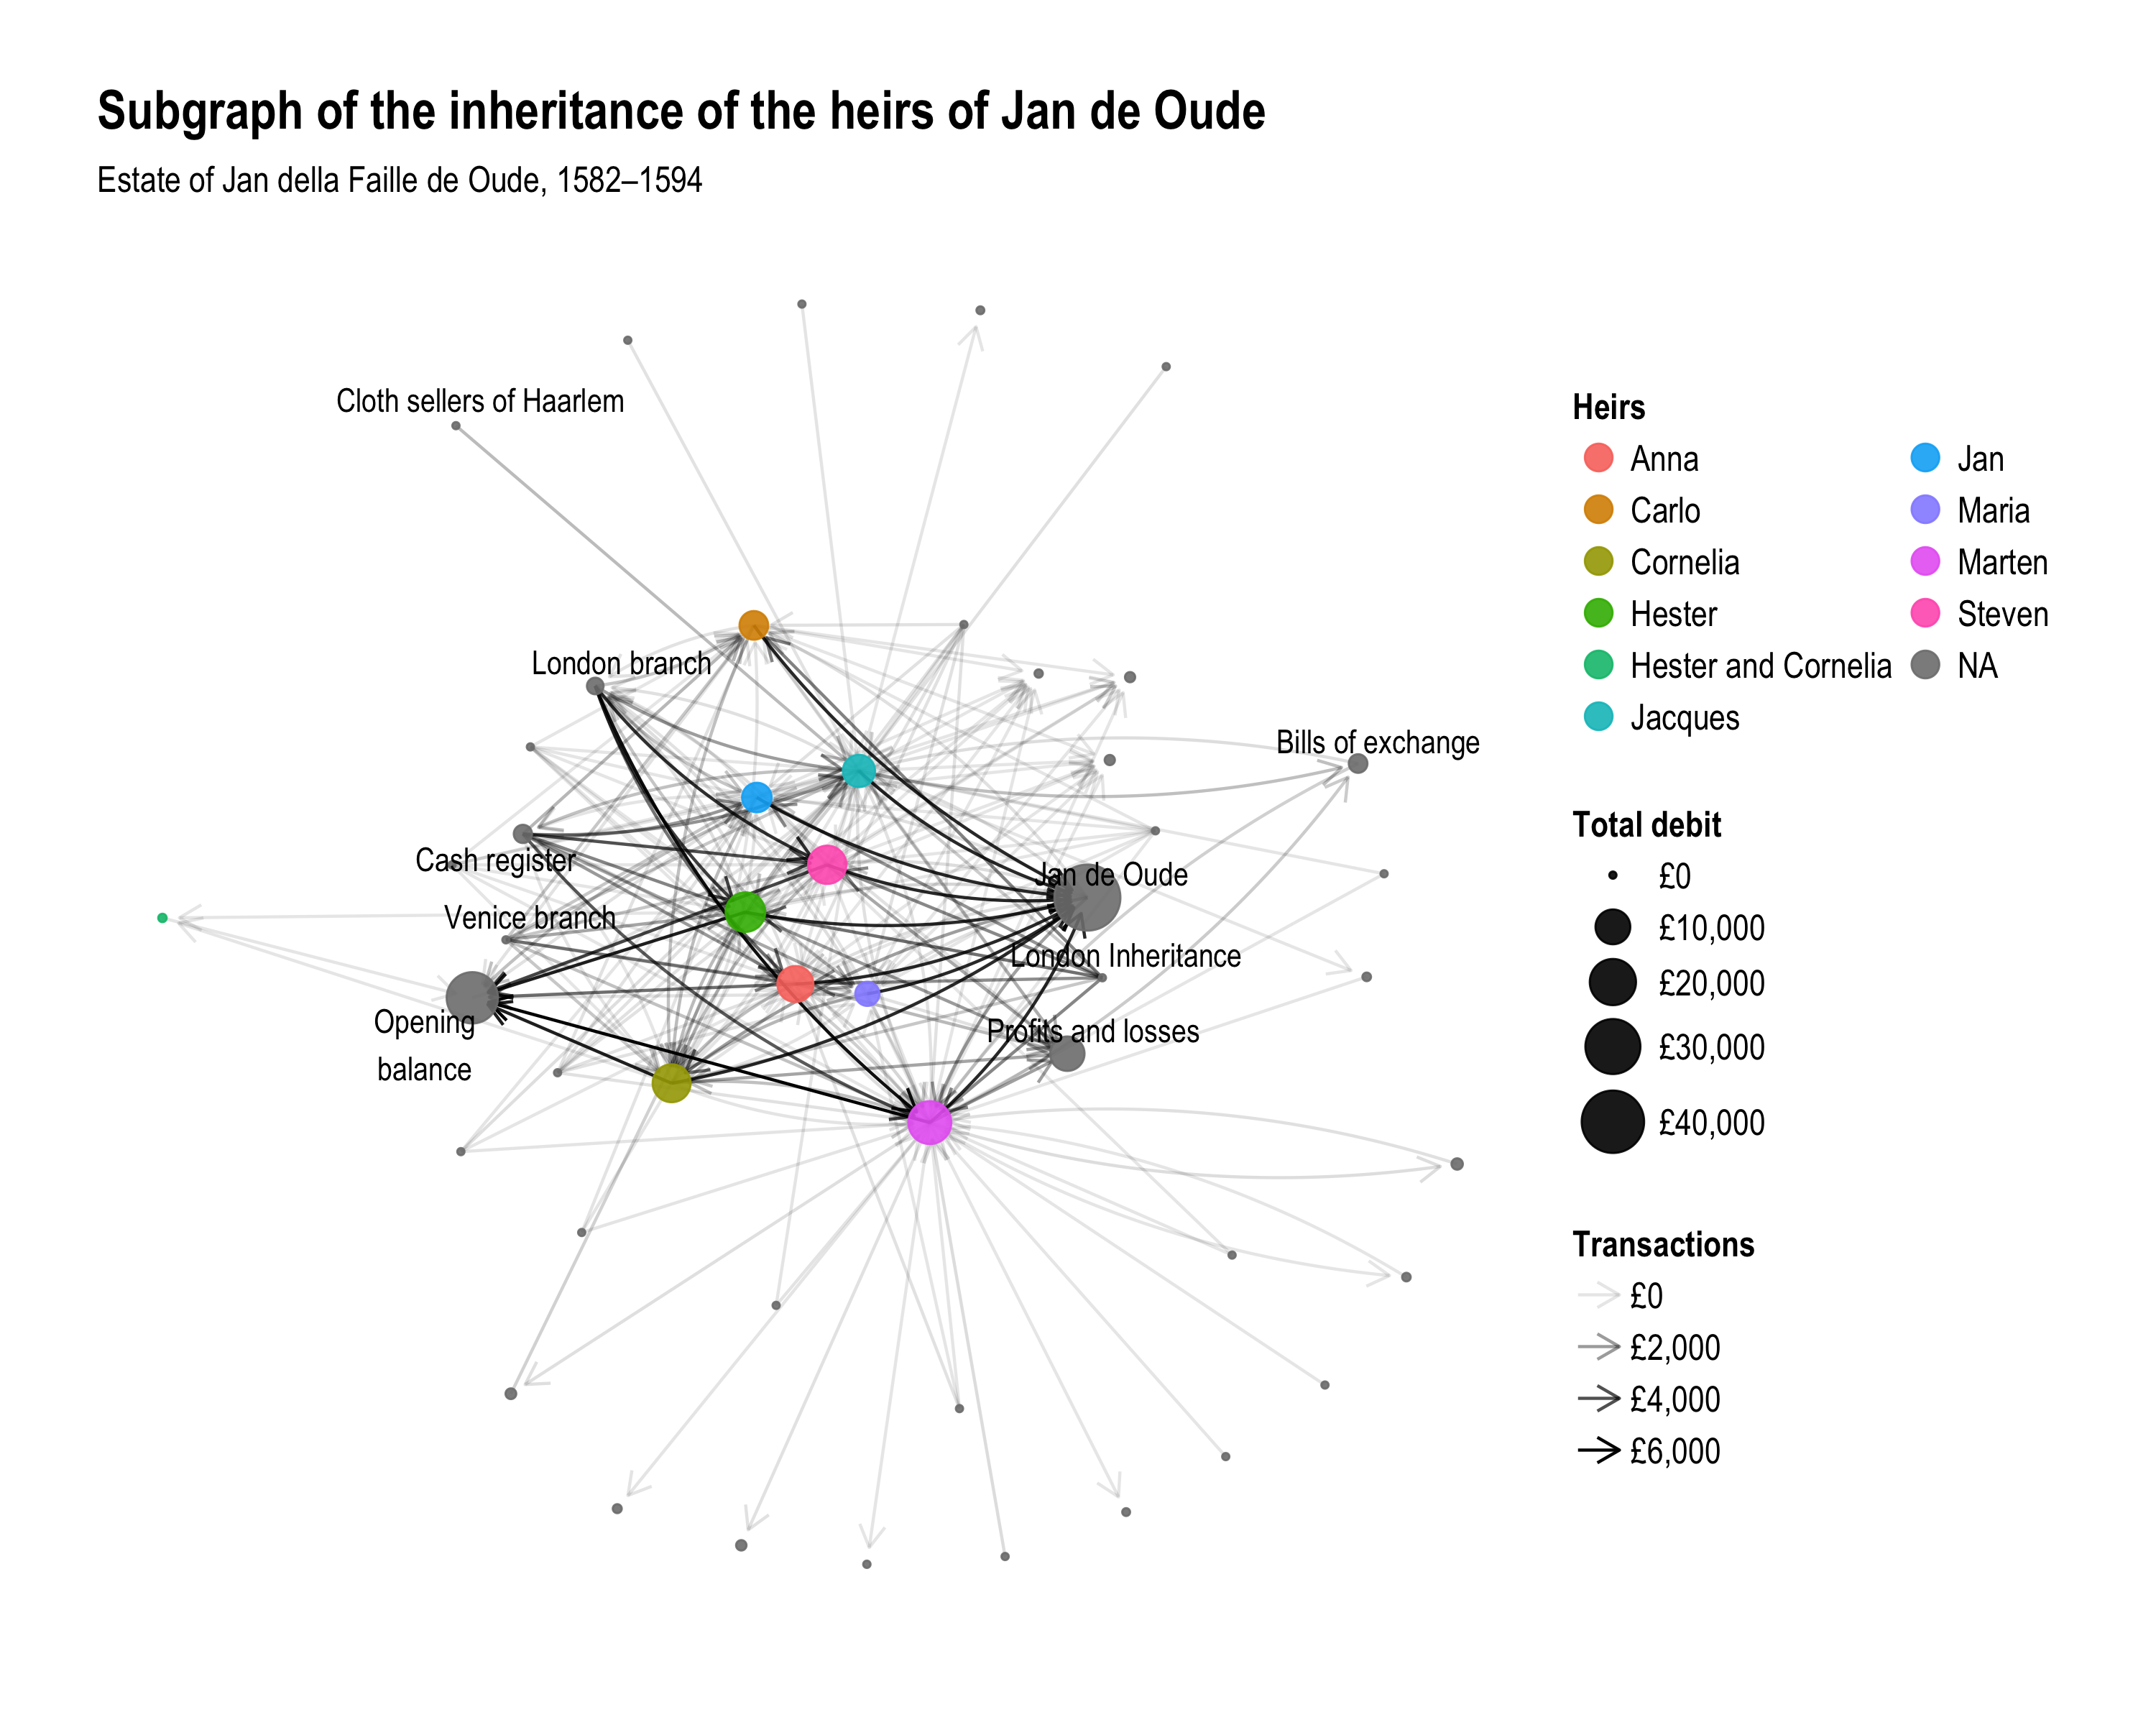 Subgraph of the inheritance of the heirs of Jan de Oude
Estate of Jan della Faille de Oude, 1582–1594
Cloth sellers of Haarlem
London branch
Bills of exchange
Cash register
Jan de Oude
Venice branch
London Inheritance
Opening
balance
Profits and losses
Heirs
Anna
Carlo
Cornelia
Hester
Hester and Cornelia
Jacques
Jan
Maria
Marten
Steven
NA
Total debit
£0
£10,000
£20,000
£30,000
£40,000
Transactions
£0
£2,000
£4,000
£6,000